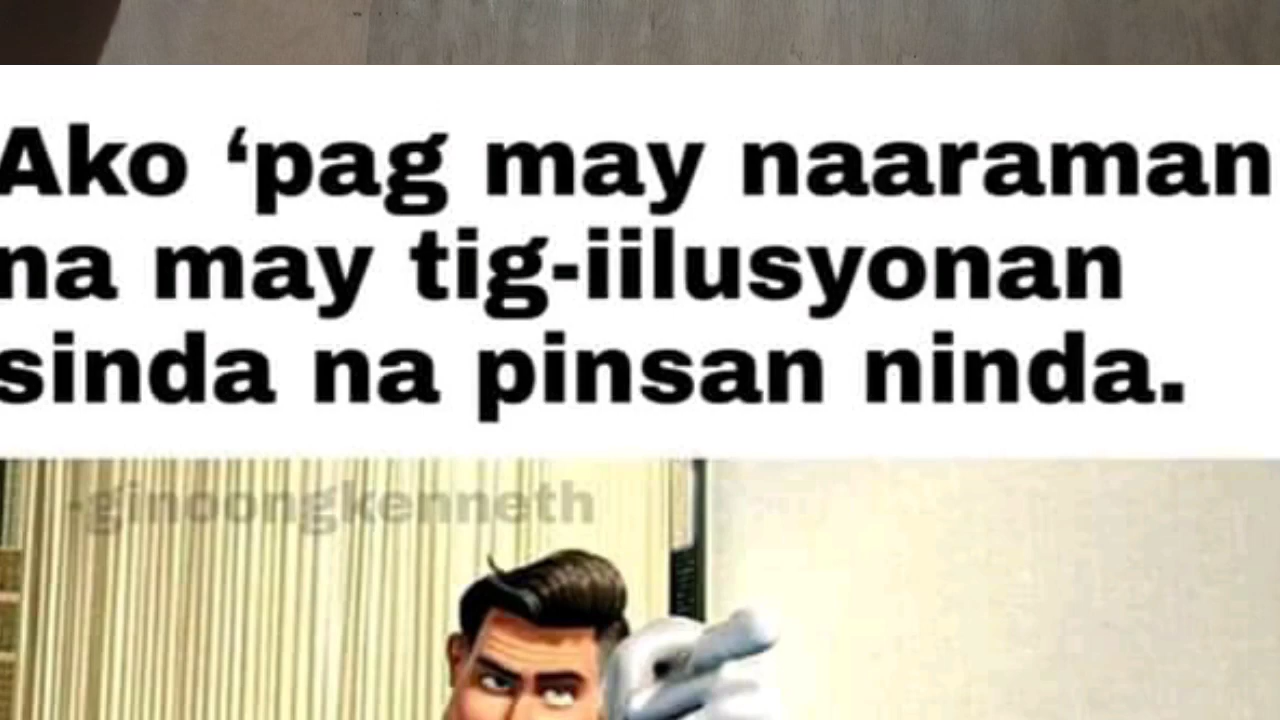 Ako ‘pag may naaraman
na may tig-iilusyonan
sinda na pinsan ninda.
-ginoongkenneth